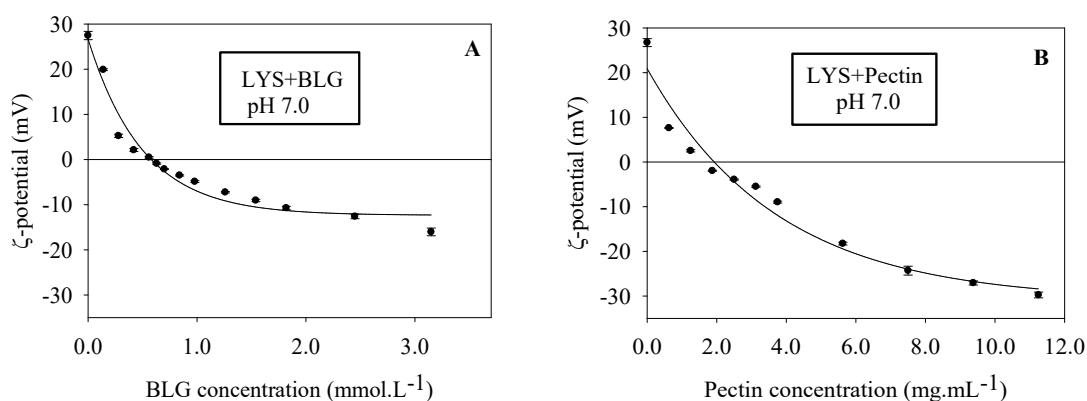 A
LYS+BLG
pH 7.0
ζ-potential (mV)
30
20
10
0
-10
-20
-30
0.0 1.0 2.0 3.0
BLG concentration (mmol.L-1)
B
LYS+Pectin
pH 7.0
ζ-potential (mV)
30
20
10
0
-10
-20
-30
0.0 2.0 4.0 6.0 8.0 10.0 12.0
Pectin concentration (mg.mL-1)